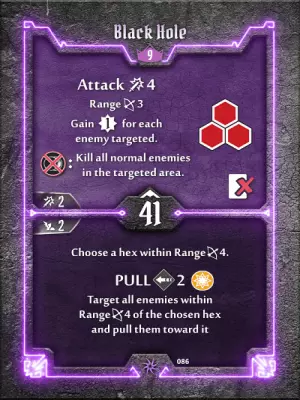 Black Hole
9
Attack 4
Range 3
Gain 1 for each
enemy targeted.
: Kill all normal enemies
in the targeted area.
2
41
2
Choose a hex within Range 4.
PULL 2
Target all enemies within
Range 4 of the chosen hex
and pull them toward it
086